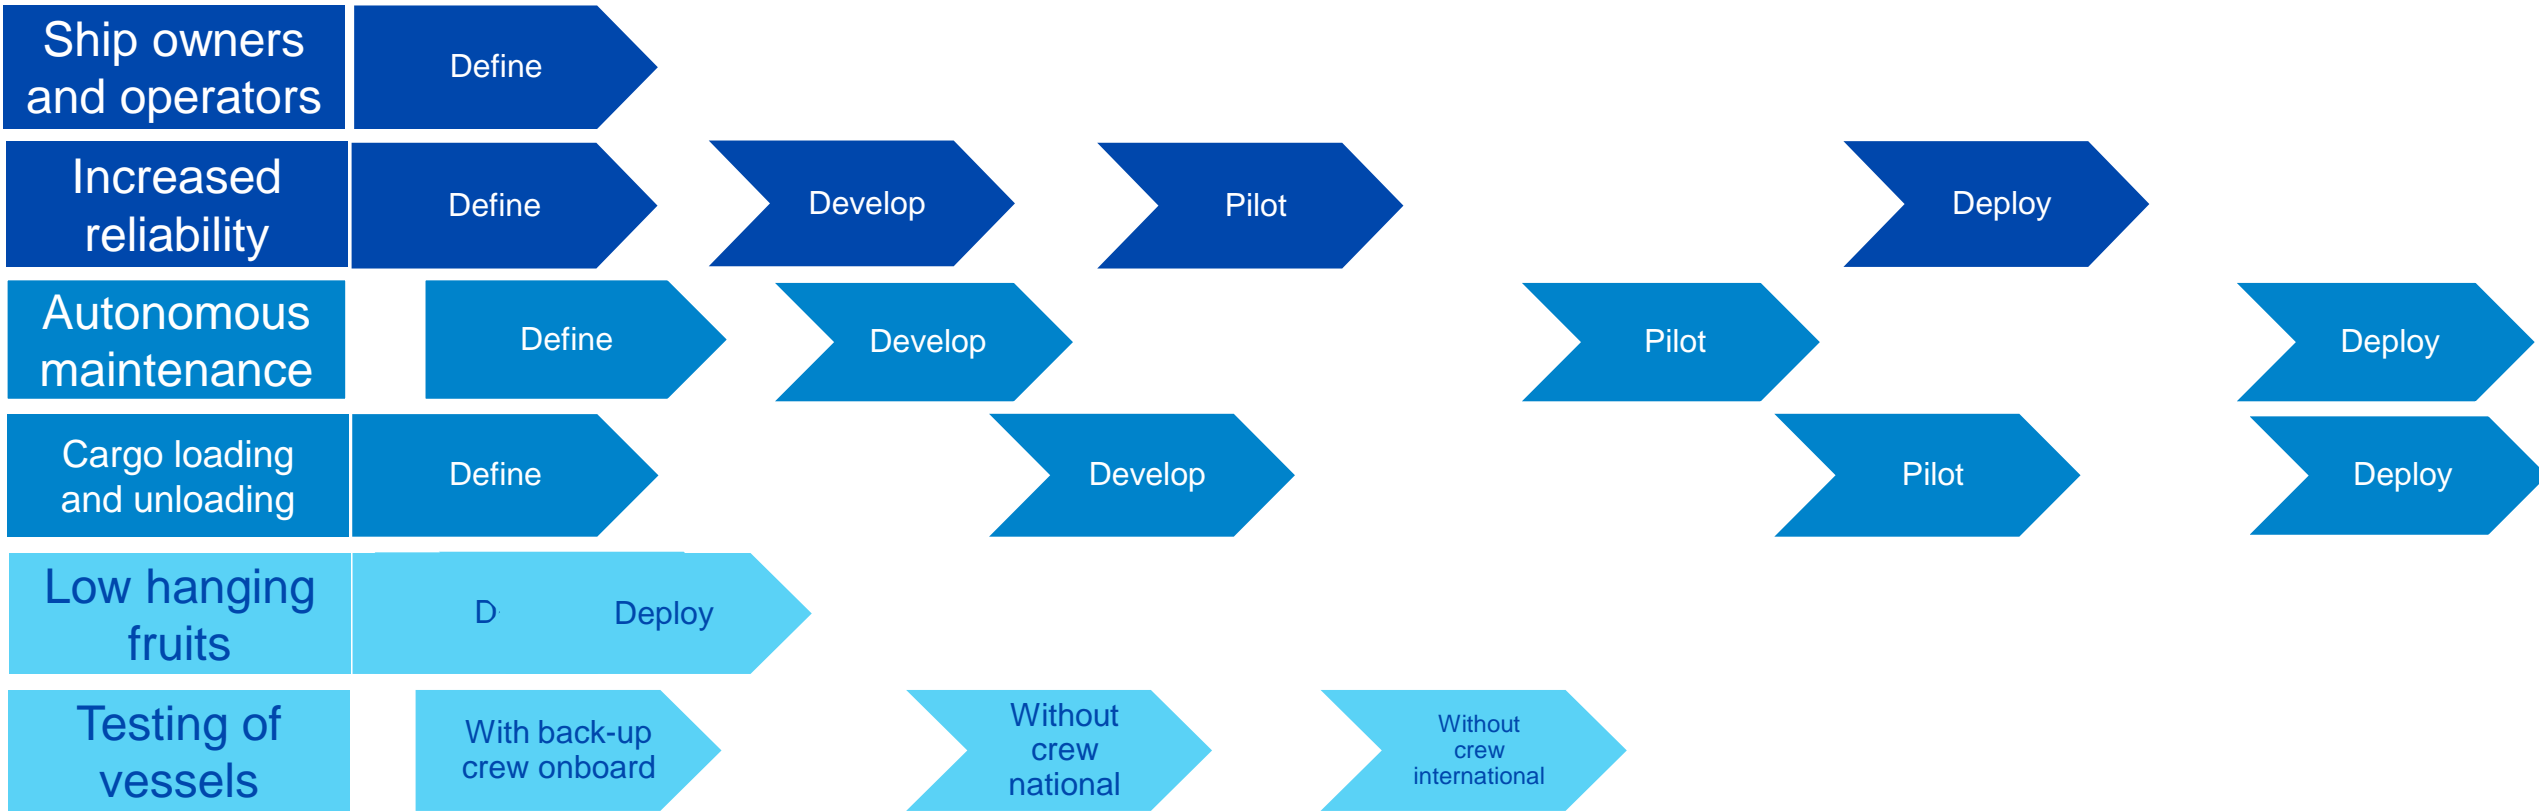 Ship owners
and operators
Define
Increased
reliability
Define
Develop
Pilot
Deploy
Autonomous
maintenance
Define
Develop
Pilot
Deploy
Cargo loading
and unloading
Define
Develop
Pilot
Deploy
Low hanging
fruits
D
Deploy
Testing of
vessels
With back-up
crew onboard
Without
crew
national
Without
crew
international